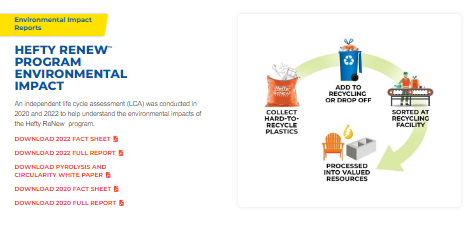 Environmental Impact
Reports
HEFTY RENEW™
PROGRAM
ENVIRONMENTAL
IMPACT
An independent life cycle assessment (LCA) was conducted in
2020 and 2022 to help understand the environmental impacts of
the Hefty ReNew™ program.
DOWNLOAD 2022 FACT SHEET
DOWNLOAD 2022 FULL REPORT
DOWNLOAD PYROLYSIS AND
CIRCULARITY WHITE PAPER
DOWNLOAD 2020 FACT SHEET
DOWNLOAD 2020 FULL REPORT
Hefty
ReNew
COLLECT
HARD-TO-
RECYCLE
PLASTICS
ADD TO
RECYCLING
OR DROP OFF
SORTED AT
RECYCLING
FACILITY
PROCESSED
INTO VALUED
RESOURCES